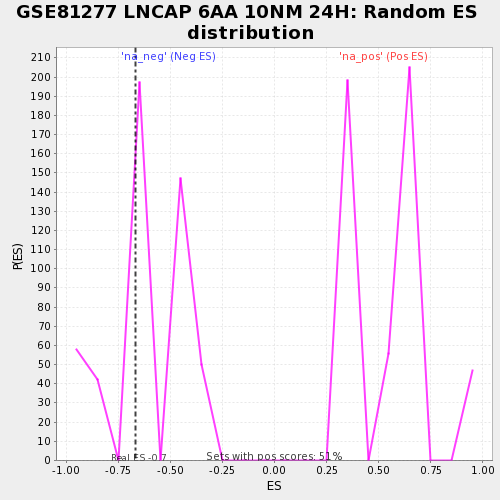 GSE81277 LNCAP 6AA 10NM 24H: Random ES
distribution
'na_neg' (Neg ES)
'na_pos' (Pos ES)
210
200
190
180
170
160
150
140
130
120
110
100
90
80
70
60
50
40
30
20
10
0
P(ES)
Real ES -0.7
Sets with pos scores: 51%
-1.00 -0.75 -0.50 -0.25 0.00 0.25 0.50 0.75 1.00
ES